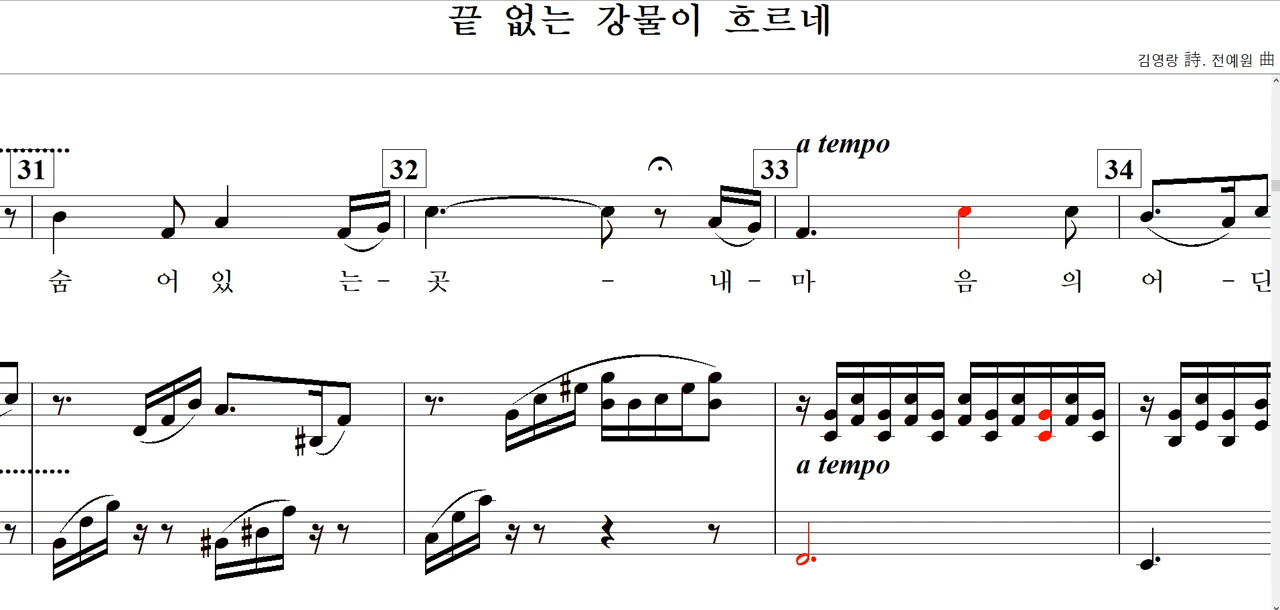 끝 없는 강물이 흐르네
김영랑 詩. 전예원 曲
a tempo
31 32 33 34
숨 어 있 는 - 곳 - 내 - 마 음 의 어 - 딘
a tempo